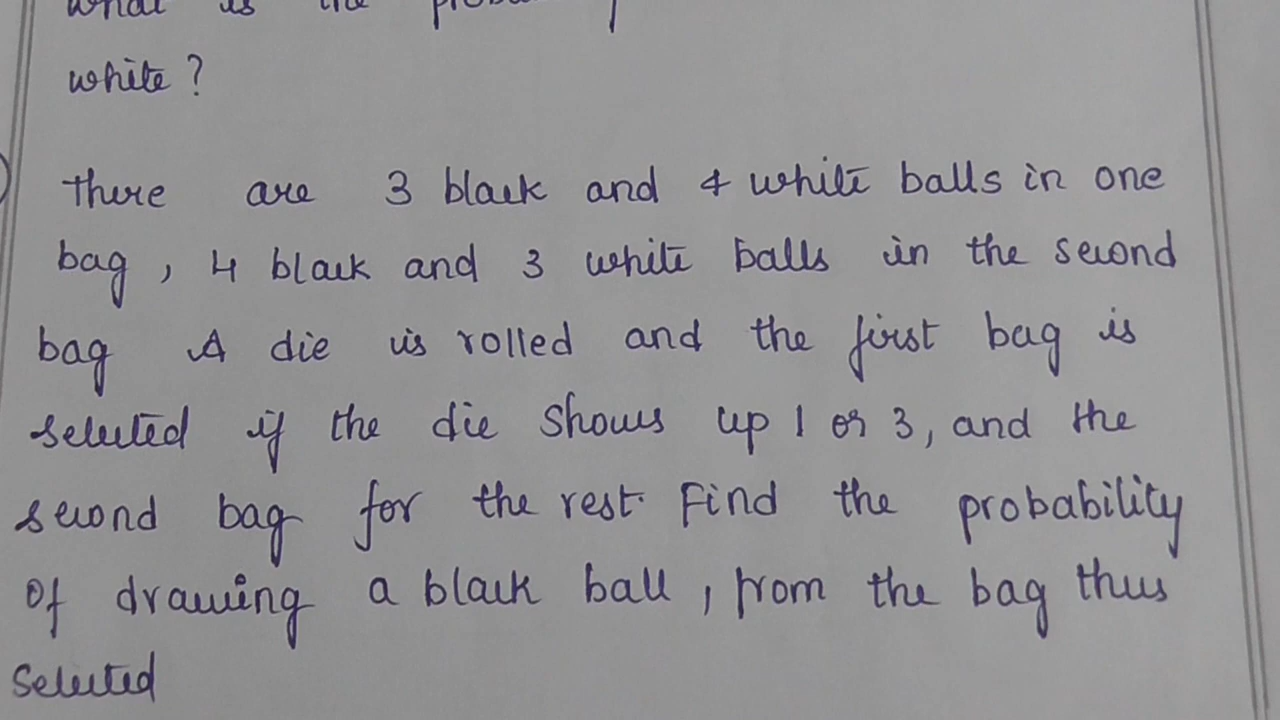 what is the
white ?
There are 3 black and 4 white balls in one
bag , 4 black and 3 white balls in the second
bag A die is rolled and the first bag is
selected if the die shows up 1 or 3, and the
second bag for the rest. Find the probability
Of drawing a black ball , from the bag thus
Selected